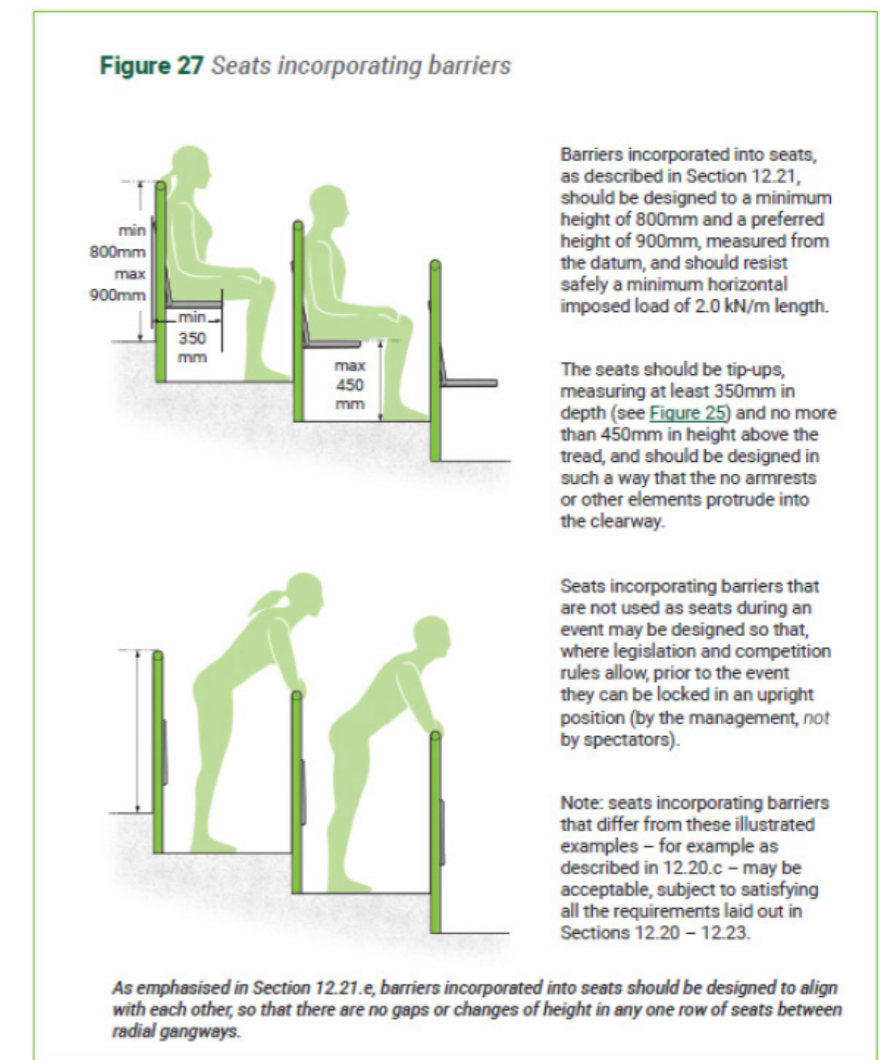 Figure 27 Seats incorporating barriers
min
800mm
max
900mm
min
350
mm
max
450
mm
Barriers incorporated into seats,
as described in Section 12.21,
should be designed to a minimum
height of 800mm and a preferred
height of 900mm, measured from
the datum, and should resist
safely a minimum horizontal
imposed load of 2.0 kN/m length.
The seats should be tip-ups,
measuring at least 350mm in
depth (see Figure 25) and no more
than 450mm in height above the
tread, and should be designed in
such a way that the no armrests
or other elements protrude into
the clearway.
Seats incorporating barriers that
are not used as seats during an
event may be designed so that,
where legislation and competition
rules allow, prior to the event
they can be locked in an upright
position (by the management, not
by spectators).
Note: seats incorporating barriers
that differ from these illustrated
examples – for example as
described in 12.20.c – may be
acceptable, subject to satisfying
all the requirements laid out in
Sections 12.20 – 12.23.
As emphasised in Section 12.21.e, barriers incorporated into seats should be designed to align
with each other, so that there are no gaps or changes of height in any one row of seats between
radial gangways.